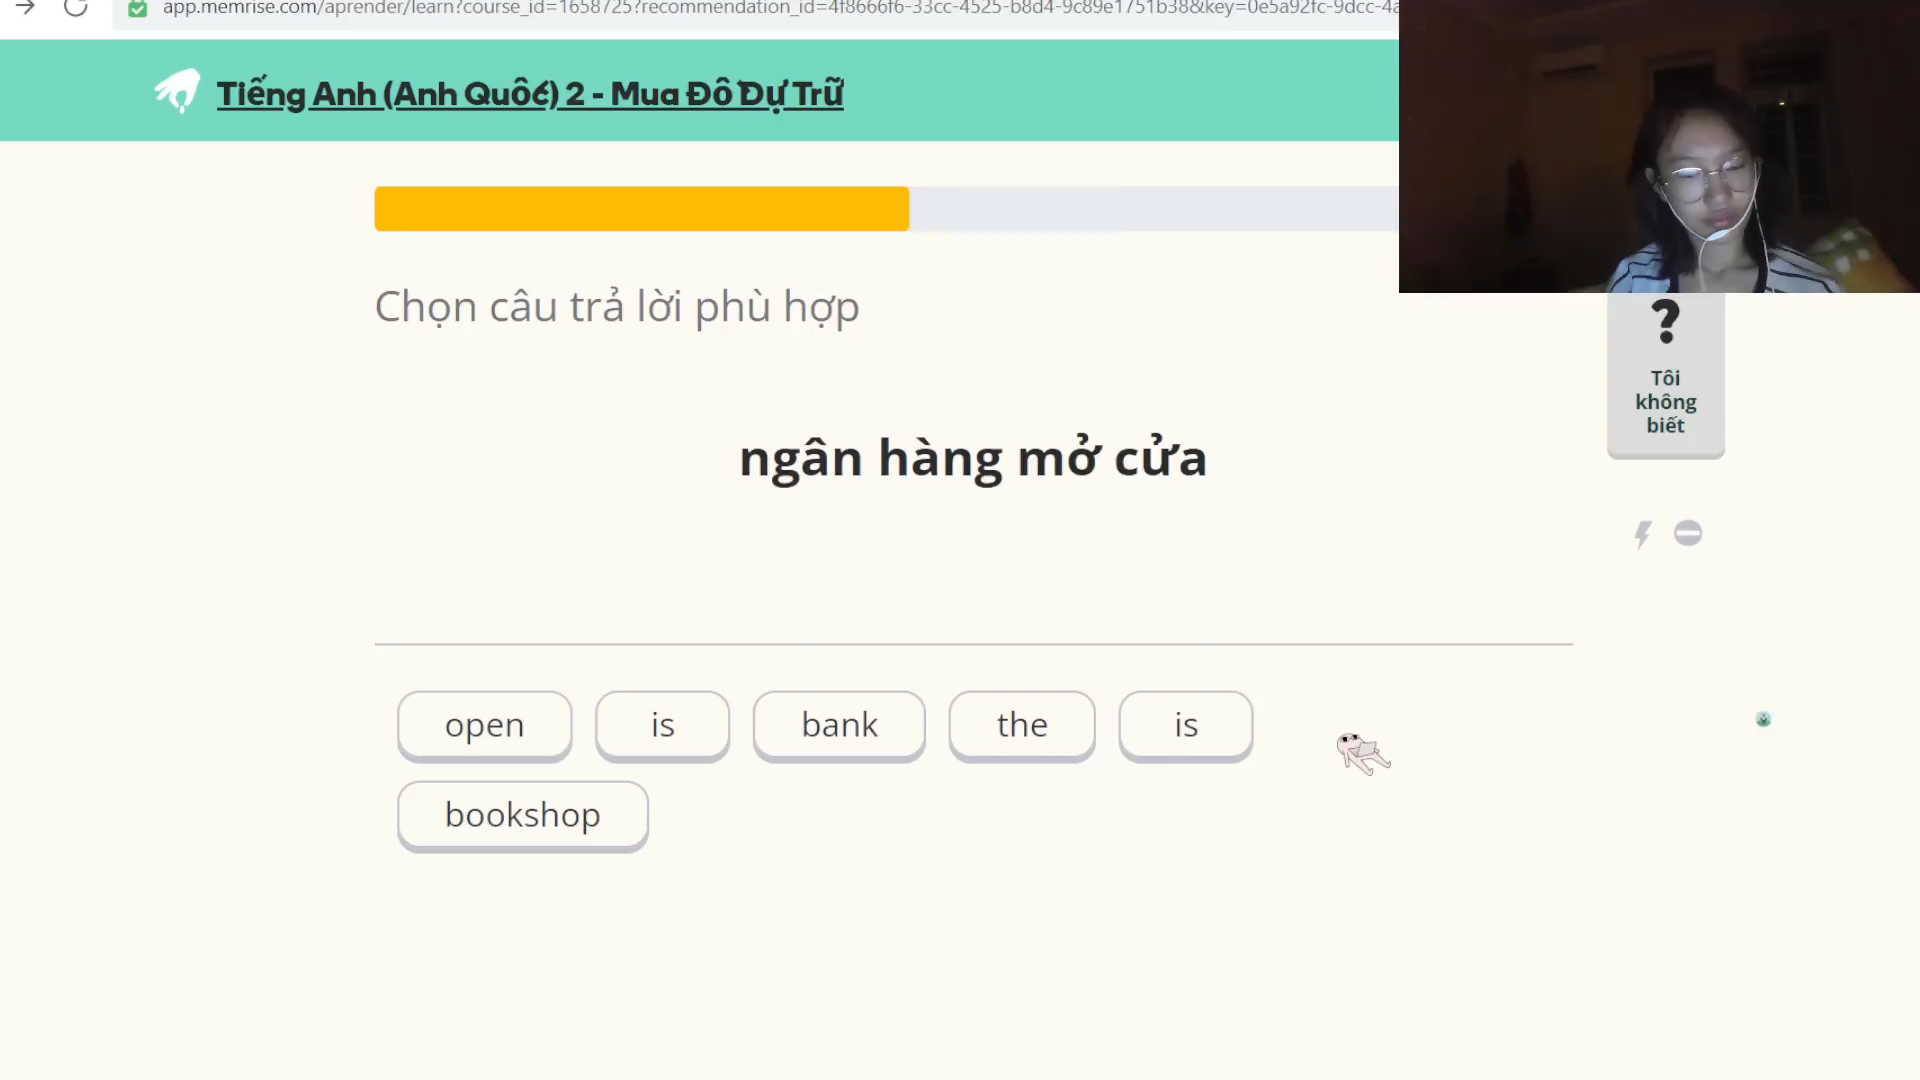 app.memrise.com/aprender/learn?course_id=1658725?recommendation_id=4f8666f6-33cc-4525-b8d4-9c89e1751b38&key=0e5a92fc-9dcc-4a
Tiếng Anh (Anh Quốc) 2 - Mua Đồ Dự Trữ
Chọn câu trả lời phù hợp
?
Tôi
không
biết
ngân hàng mở cửa
open is bank the is
bookshop